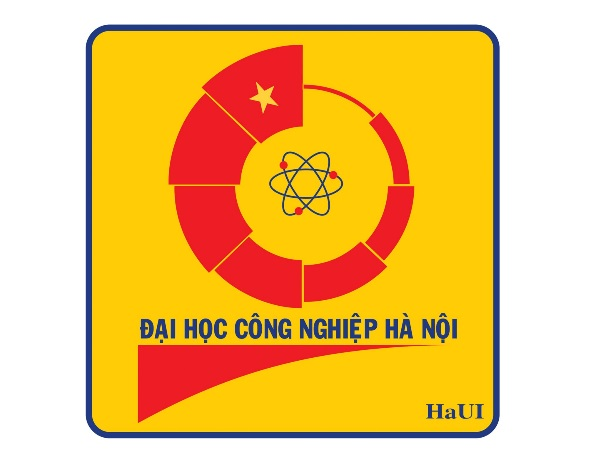 ĐẠI HỌC CÔNG NGHIỆP HÀ NỘI
HaUI